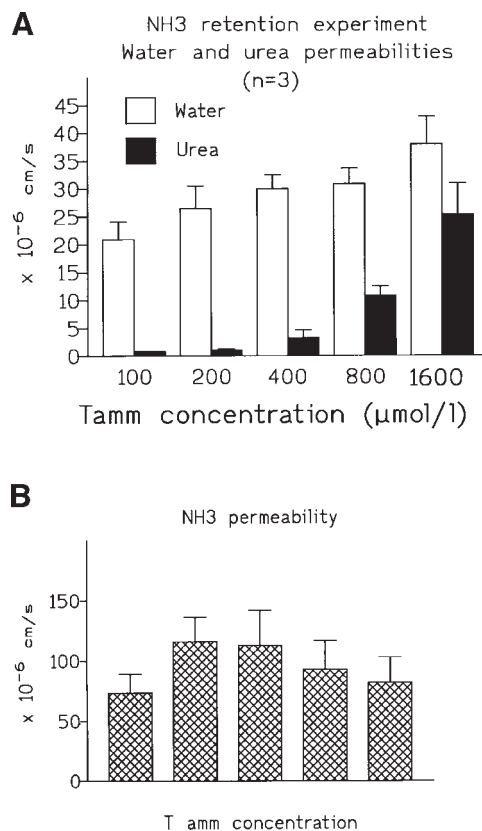 A
NH3 retention experiment
Water and urea permeabilities
(n=3)
Water
Urea
45
40
35
30
25
20
15
10
5
0
x 10⁻⁶ cm/s
100 200 400 800 1600
Tamm concentration (µmol/l)
B
NH3 permeability
150
100
50
0
x 10⁻⁶ cm/s
T amm concentration